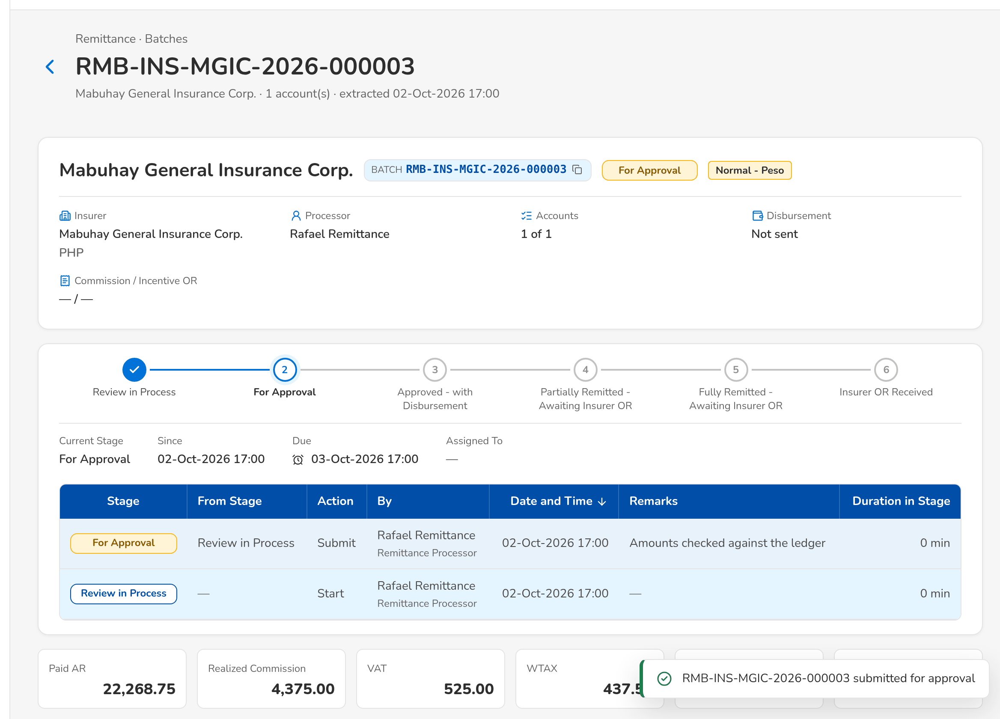 Remittance · Batches
RMB-INS-MGIC-2026-000003
Mabuhay General Insurance Corp. · 1 account(s) · extracted 02-Oct-2026 17:00
Mabuhay General Insurance Corp. BATCH RMB-INS-MGIC-2026-000003 For Approval Normal - Peso
Insurer Processor Accounts Disbursement
Mabuhay General Insurance Corp. Rafael Remittance 1 of 1 Not sent
PHP
Commission / Incentive OR
— / —
2 3 4 5 6
Review in Process For Approval Approved - with Partially Remitted - Fully Remitted - Insurer OR Received
Disbursement Awaiting Insurer OR Awaiting Insurer OR
Current Stage Since Due Assigned To
For Approval 02-Oct-2026 17:00 03-Oct-2026 17:00 —
Stage From Stage Action By Date and Time ↓ Remarks Duration in Stage
For Approval Review in Process Submit Rafael Remittance 02-Oct-2026 17:00 Amounts checked against the ledger 0 min
Remittance Processor
Review in Process — Start Rafael Remittance 02-Oct-2026 17:00 — 0 min
Remittance Processor
Paid AR Realized Commission VAT WTAX
RMB-INS-MGIC-2026-000003 submitted for approval
22,268.75 4,375.00 525.00